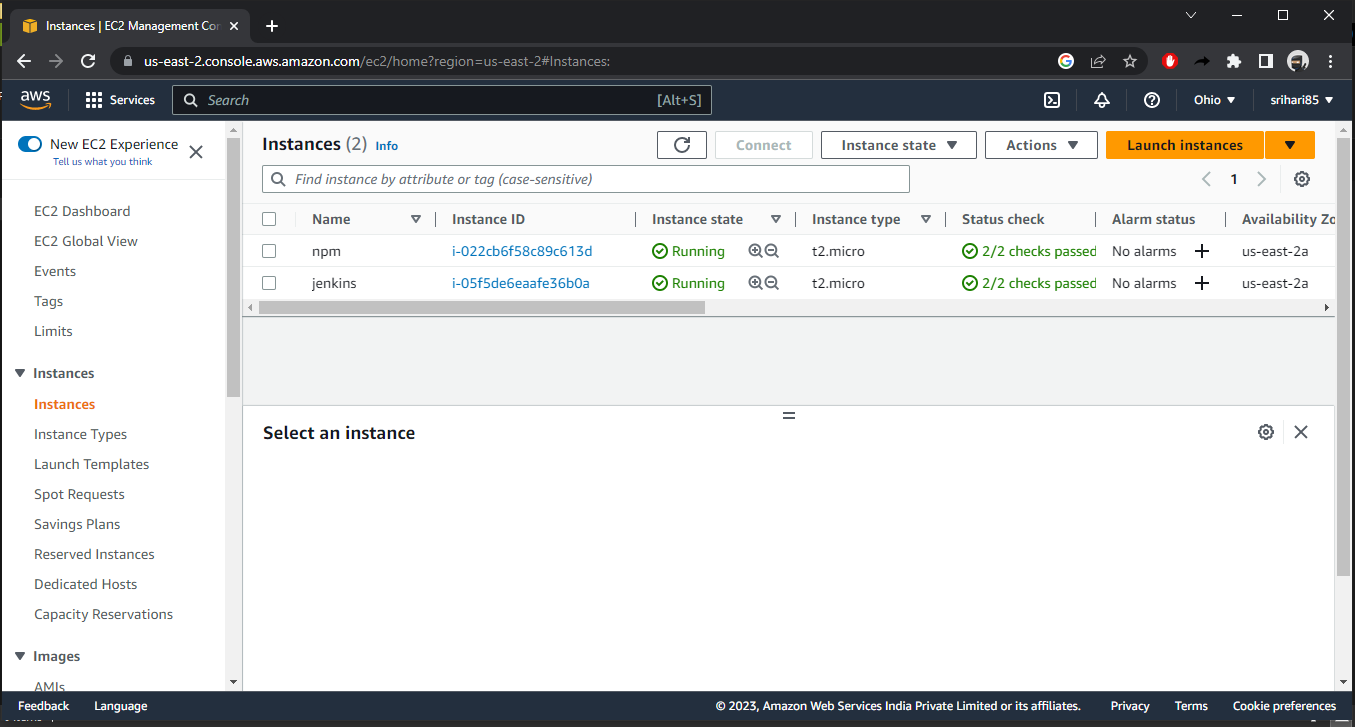 Instances | EC2 Management Con
us-east-2.console.aws.amazon.com/ec2/home?region=us-east-2#Instances:
aws Services Search [Alt+S] Ohio srihari85
New EC2 Experience
Tell us what you think
EC2 Dashboard
EC2 Global View
Events
Tags
Limits
Instances
Instances
Instance Types
Launch Templates
Spot Requests
Savings Plans
Reserved Instances
Dedicated Hosts
Capacity Reservations
Images
AMIs
Instances (2) Info Connect Instance state Actions Launch instances
Find instance by attribute or tag (case-sensitive) 1
Name Instance ID Instance state Instance type Status check Alarm status Availability Zo
npm i-022cb6f58c89c613d Running t2.micro 2/2 checks passed No alarms us-east-2a
jenkins i-05f5de6eaafe36b0a Running t2.micro 2/2 checks passed No alarms us-east-2a
Select an instance
Feedback Language © 2023, Amazon Web Services India Private Limited or its affiliates. Privacy Terms Cookie preferences